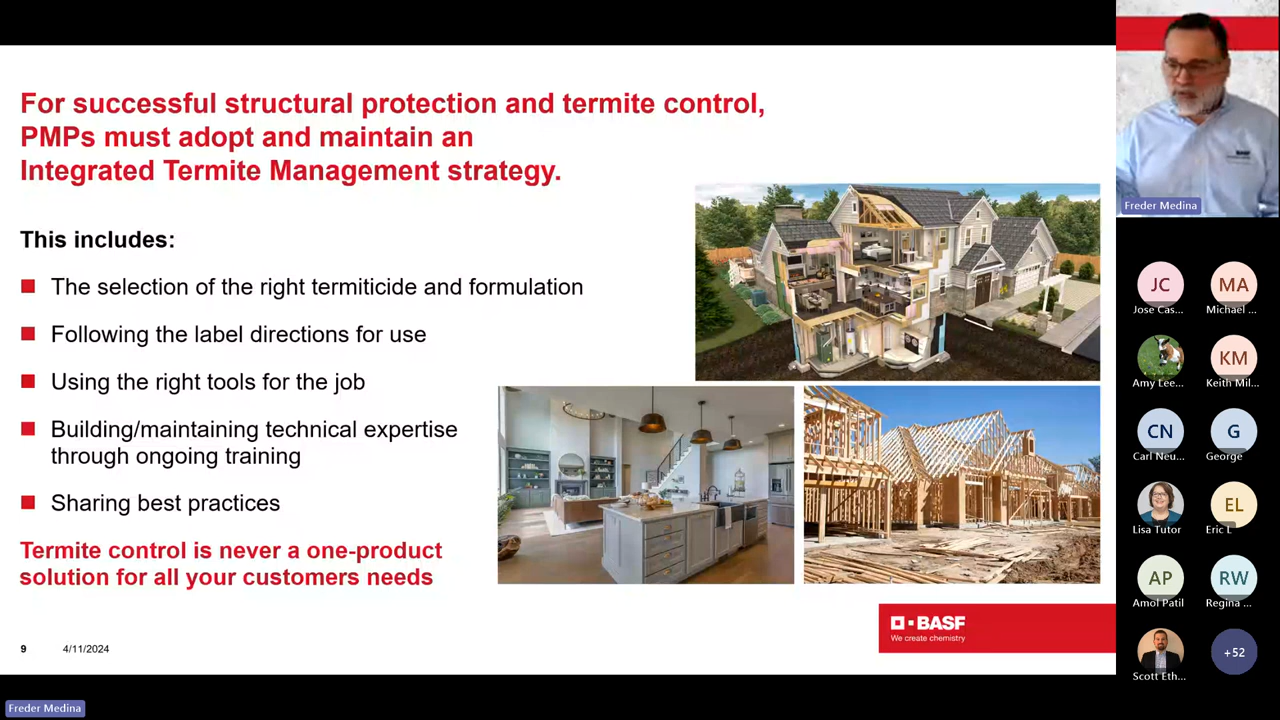 For successful structural protection and termite control,
PMPs must adopt and maintain an
Integrated Termite Management strategy.
This includes:
The selection of the right termiticide and formulation
Following the label directions for use
Using the right tools for the job
Building/maintaining technical expertise
through ongoing training
Sharing best practices
Termite control is never a one-product
solution for all your customers needs
9
4/11/2024
BASF
We create chemistry
BASF
Freder Medina
JC
Jose Cas...
MA
Michael ...
Amy Lee...
KM
Keith Mil...
CN
Carl Neu...
G
George
Lisa Tutor
EL
Eric L
AP
Amol Patil
RW
Regina ...
Scott Eth...
+52
Freder Medina